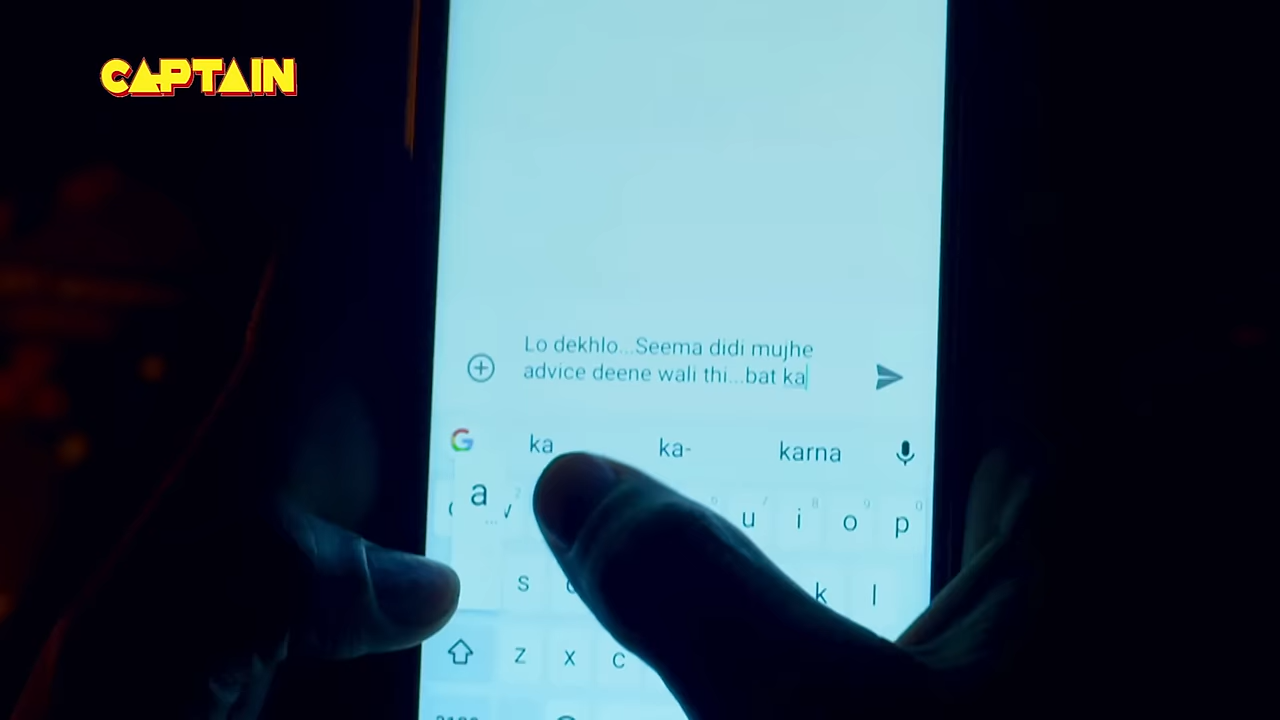 CAPTAIN
Lo dekhlo...Seema didi mujhe
advice deene wali thi...bat ka
ka ka- karna
a
u i o p
s k l
z x c